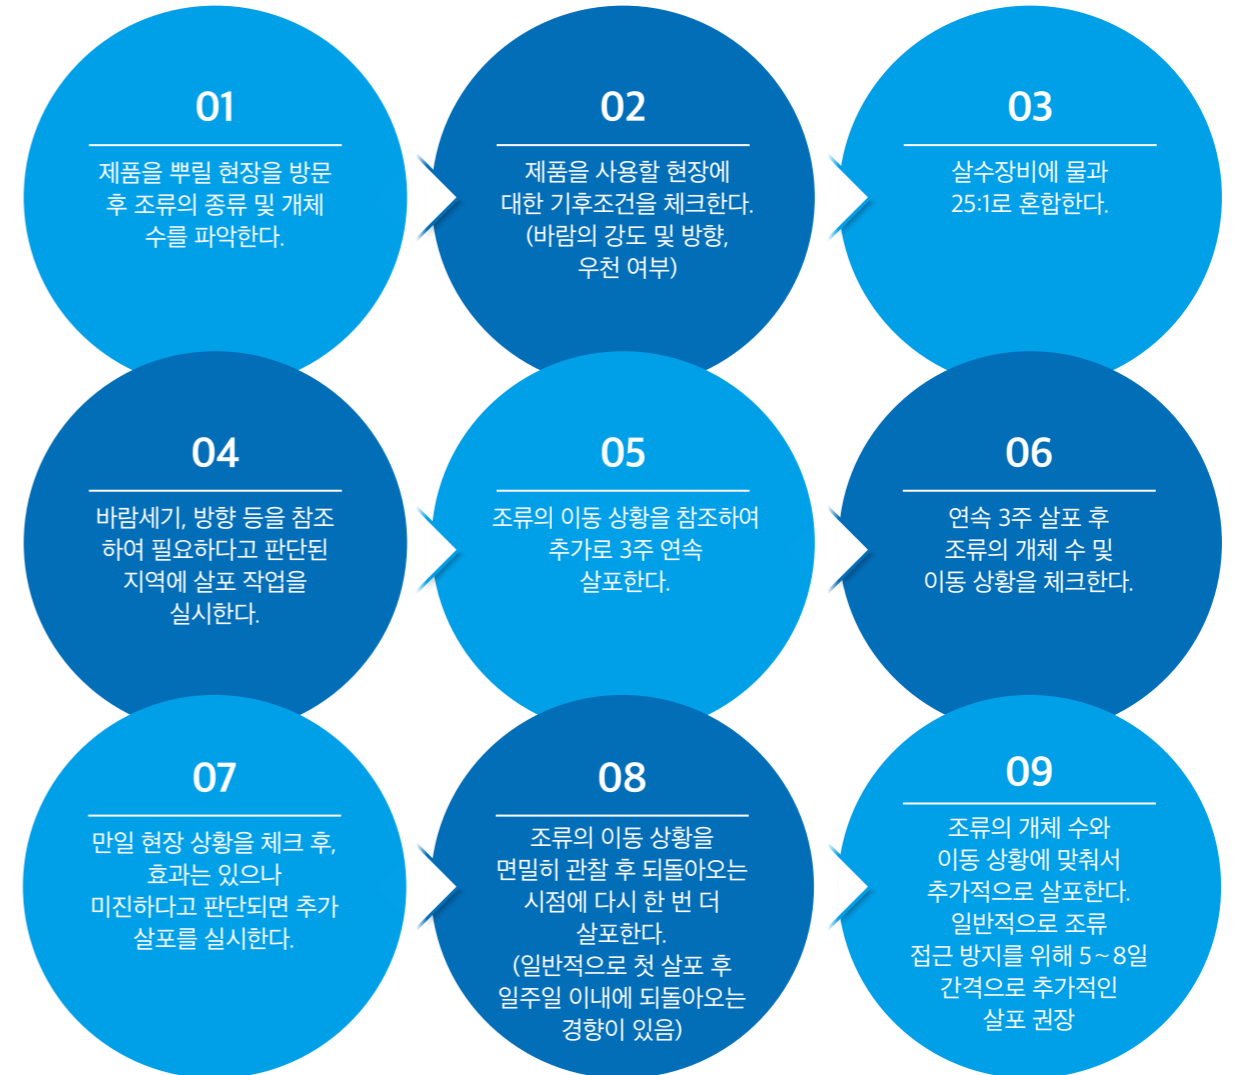 01
제품을 뿌릴 현장을 방문
후 조류의 종류 및 개체
수를 파악한다.
02
제품을 사용할 현장에
대한 기후조건을 체크한다.
(바람의 강도 및 방향,
우천 여부)
03
살수장비에 물과
25:1로 혼합한다.
04
바람세기, 방향 등을 참조
하여 필요하다고 판단된
지역에 살포 작업을
실시한다.
05
조류의 이동 상황을 참조하여
추가로 3주 연속
살포한다.
06
연속 3주 살포 후
조류의 개체 수 및
이동 상황을 체크한다.
07
만일 현장 상황을 체크 후,
효과는 있으나
미진하다고 판단되면 추가
살포를 실시한다.
08
조류의 이동 상황을
면밀히 관찰 후 되돌아오는
시점에 다시 한 번 더
살포한다.
(일반적으로 첫 살포 후
일주일 이내에 되돌아오는
경향이 있음)
09
조류의 개체 수와
이동 상황에 맞춰서
추가적으로 살포한다.
일반적으로 조류
접근 방지를 위해 5~8일
간격으로 추가적인
살포 권장